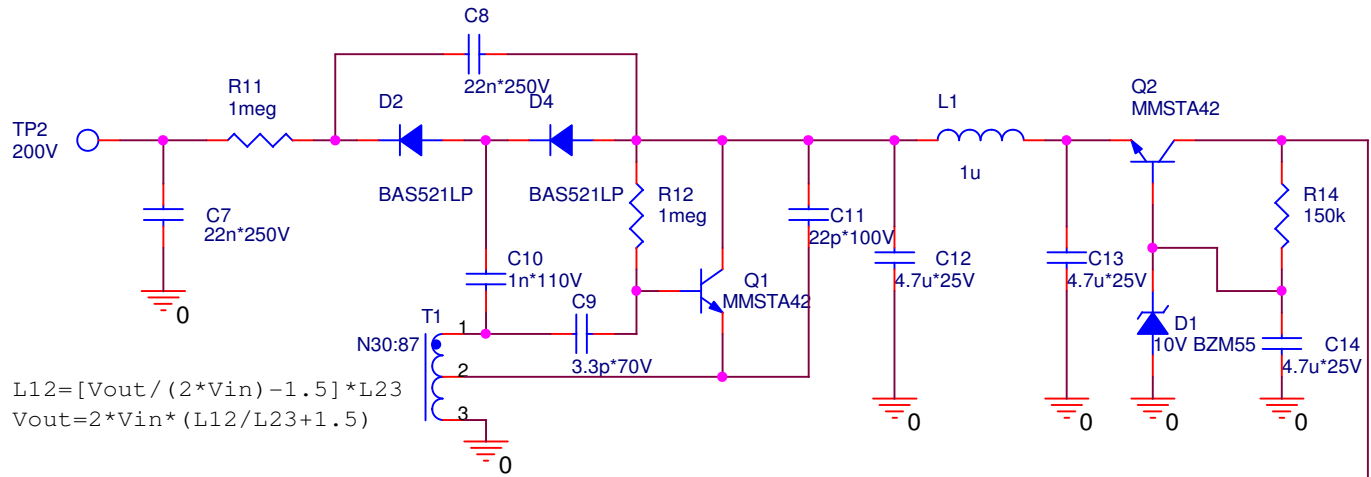 C8
22n*250V
R11
1meg
D2
D4
L1
1u
Q2
MMSTA42
TP2
200V
BAS521LP
BAS521LP
R12
1meg
C7
22n*250V
C11
22p*100V
R14
150k
C10
1n*110V
C12
4.7u*25V
C13
4.7u*25V
Q1
MMSTA42
C9
3.3p*70V
T1
N30:87
1
2
3
D1
10V BZM55
C14
4.7u*25V
L12=[Vout/(2*Vin)-1.5]*L23
Vout=2*Vin*(L12/L23+1.5)
0
0
0
0
0
0